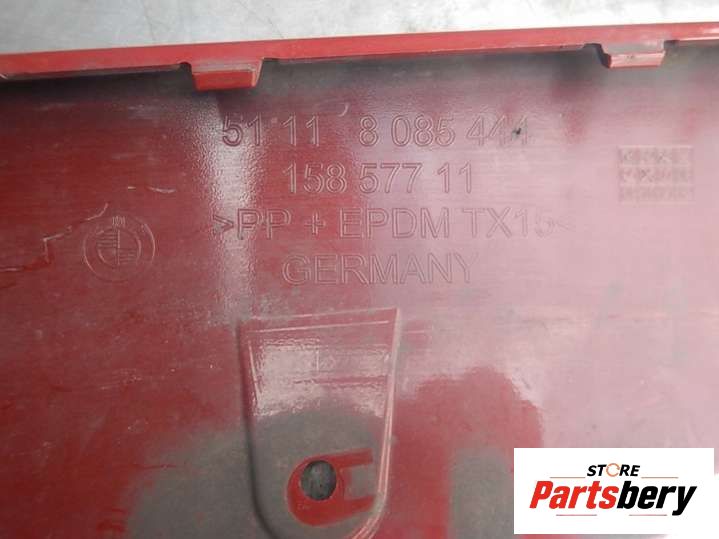 51 11 8 085 444
158 577 11
>PP + EPDM TX15<
GERMANY
STORE
Partsbery